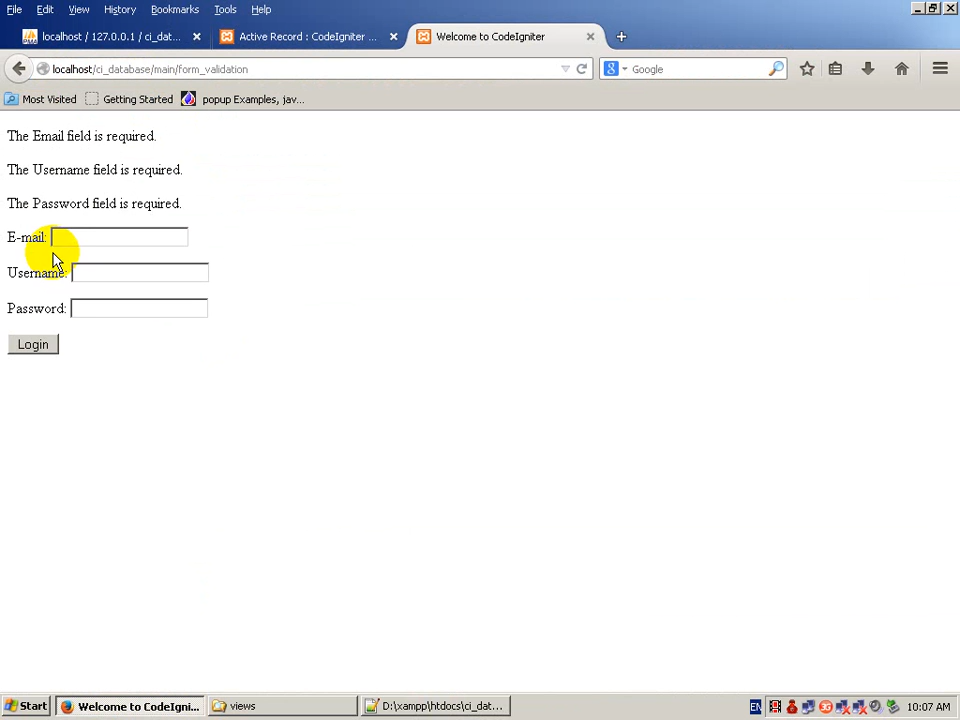 File Edit View History Bookmarks Tools Help
localhost / 127.0.0.1 / ci_dat... Active Record : CodeIgniter ... Welcome to CodeIgniter
localhost/ci_database/main/form_validation Google
Most Visited Getting Started popup Examples, jav...
The Email field is required.
The Username field is required.
The Password field is required.
E-mail:
Username:
Password:
Login
Start Welcome to CodeIgni... views D:\xampp\htdocs\ci_dat... EN 10:07 AM